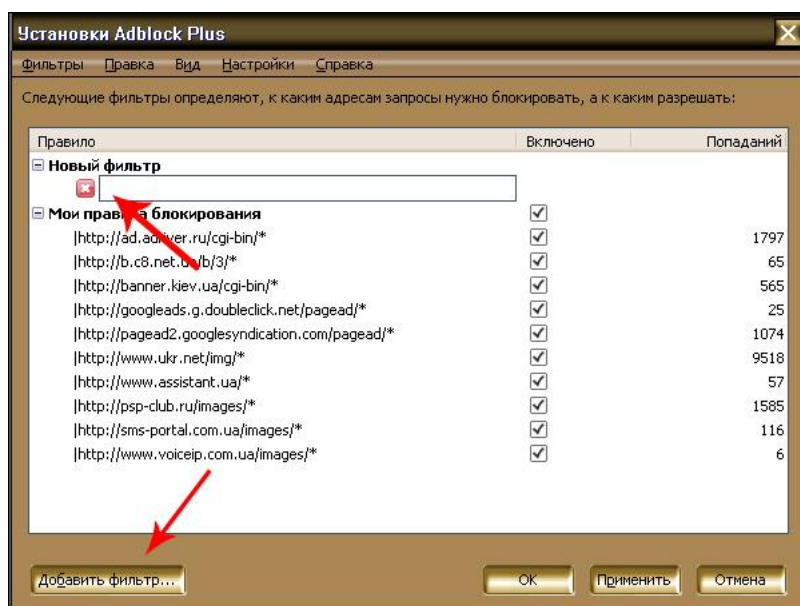 Установки Adblock Plus
Фильтры Правка Вид Настройки Справка
Следующие фильтры определяют, к каким адресам запросы нужно блокировать, а к каким разрешать:
Правило Включено Попаданий
Новый фильтр
Мои правила блокирования
|http://ad.adriver.ru/cgi-bin/* 1797
|http://b.c8.net.ua/b/3/* 65
|http://banner.kiev.ua/cgi-bin/* 565
|http://googleads.g.doubleclick.net/pagead/* 25
|http://pagead2.googlesyndication.com/pagead/* 1074
|http://www.ukr.net/img/* 9518
|http://www.assistant.ua/* 57
|http://psp-club.ru/images/* 1585
|http://sms-portal.com.ua/images/* 116
|http://www.voiceip.com.ua/images/* 6
Добавить фильтр... OK Применить Отмена